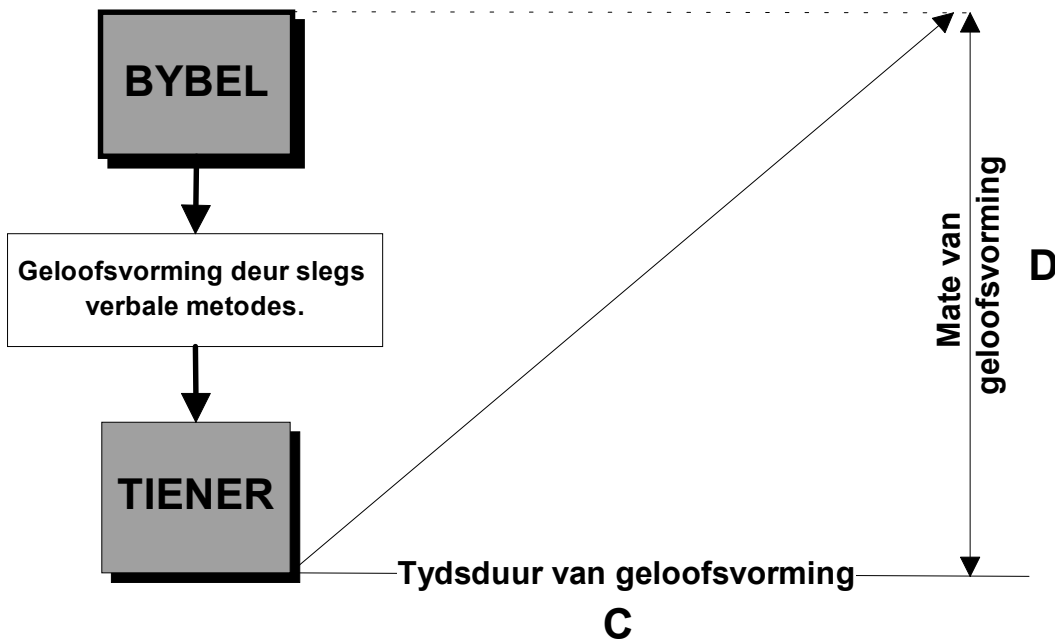 BYBEL
Geloofsvorming deur slegs
verbale metodes.
TIENER
Mate van
geloofsvorming
D
Tydsduur van geloofsvorming
C